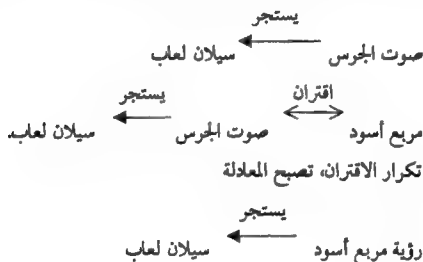 يستجر
صوت الجرس سيلان لعاب
اقتران يستجر
مربع أسود صوت الجرس سيلان لعاب.
تكرار الاقتران، تصبح المعادلة
يستجر
رؤية مربع أسود سيلان لعاب